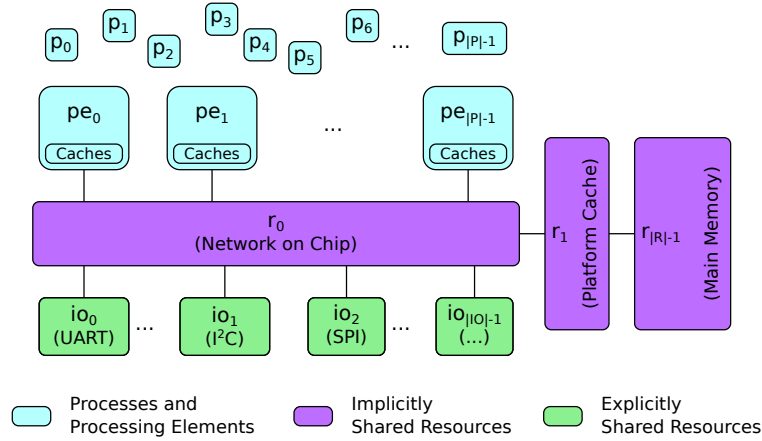 p₀ p₁ p₂ p₃ p₄ p₅ p₆ ... p|P|-1
pe₀ pe₁ ... pe|P|-1
Caches Caches Caches
r₀
(Network on Chip)
r₁ (Platform Cache)
r|R|-1 (Main Memory)
io₀ ... io₁ io₂ ... io|IO|-1
(UART) (I²C) (SPI) (...)
Processes and Implicitly Explicitly
Processing Elements Shared Resources Shared Resources